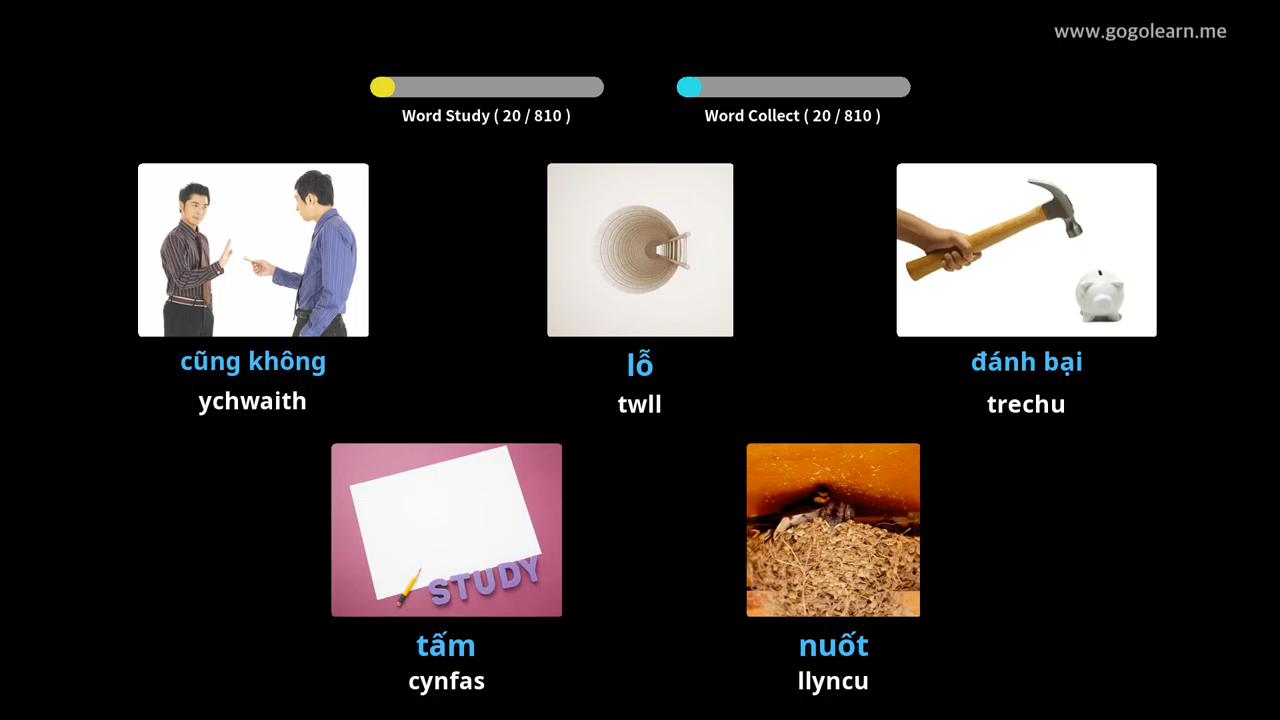 www.gogolearn.me
Word Study ( 20 / 810 )
Word Collect ( 20 / 810 )
cũng không
ychwaith
lỗ
twll
đánh bại
trechu
STUDY
tấm
cynfas
nuốt
llyncu